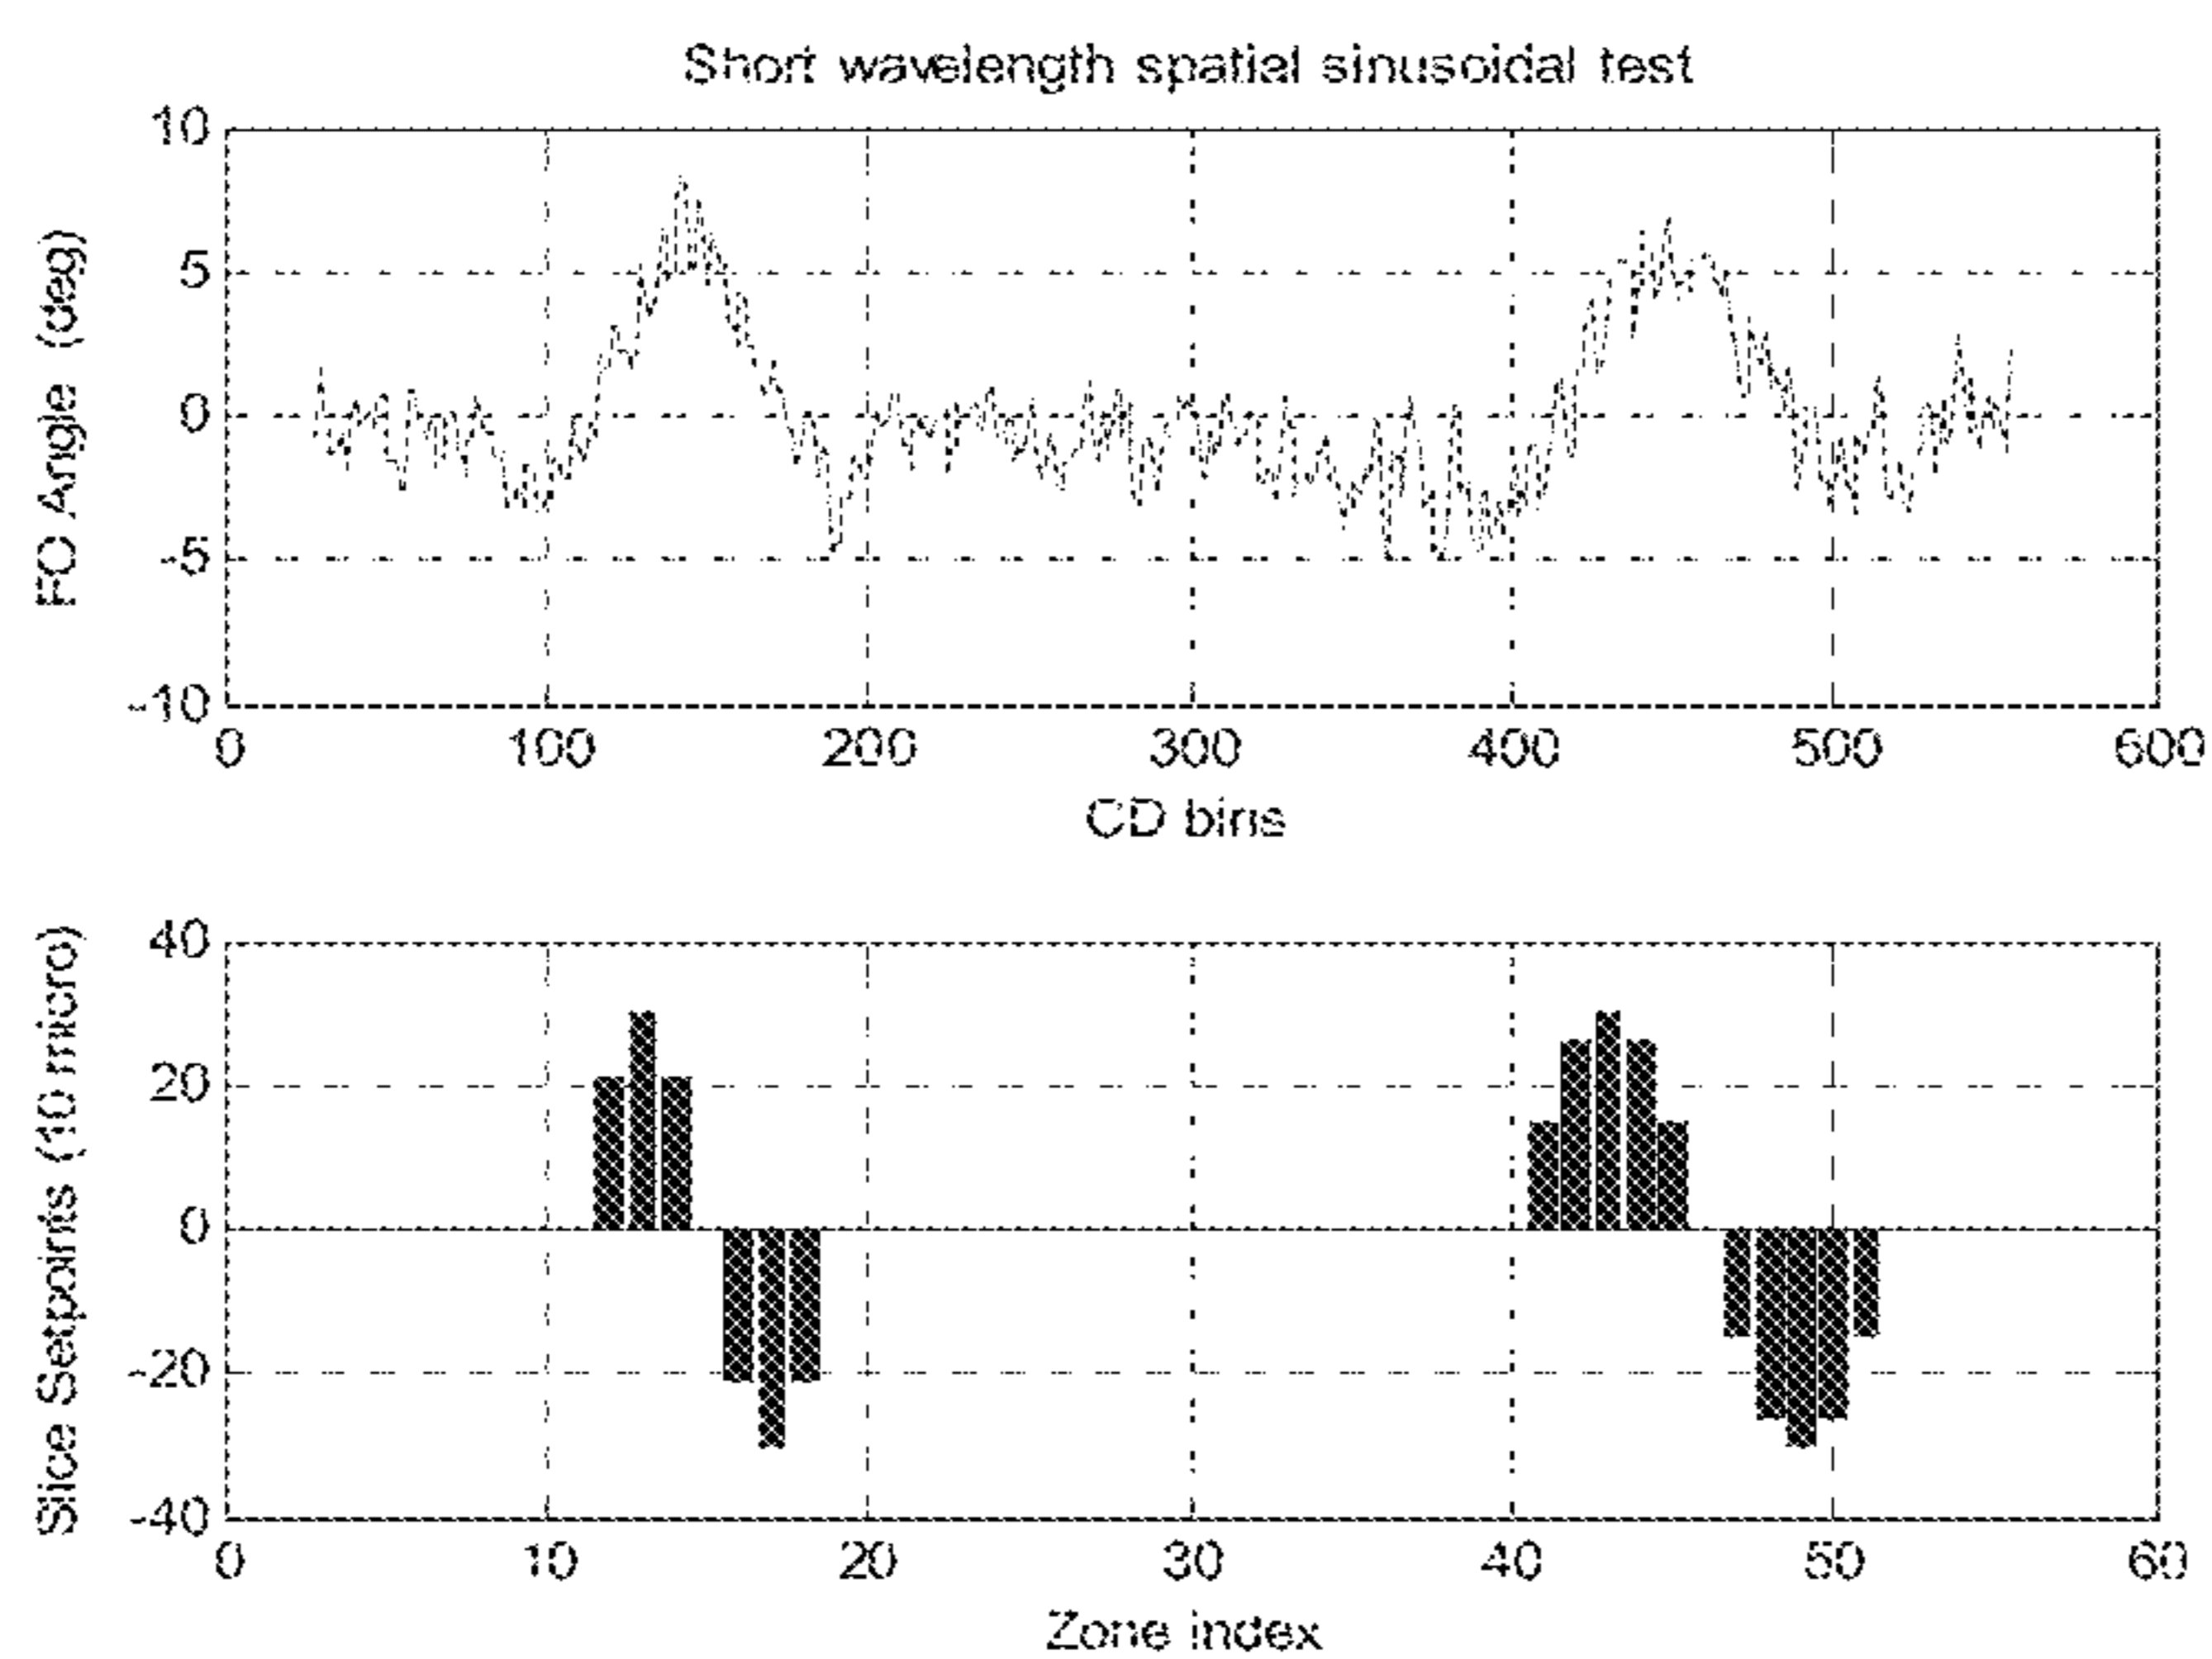 Short wavelength spatial sinusoidal test
10
5
0
-5
-10
FO Angle (deg)
0 100 200 300 400 500 600
CD bins
40
20
0
-20
-40
Slice Setpoints (10 micro)
0 10 20 30 40 50 60
Zone index